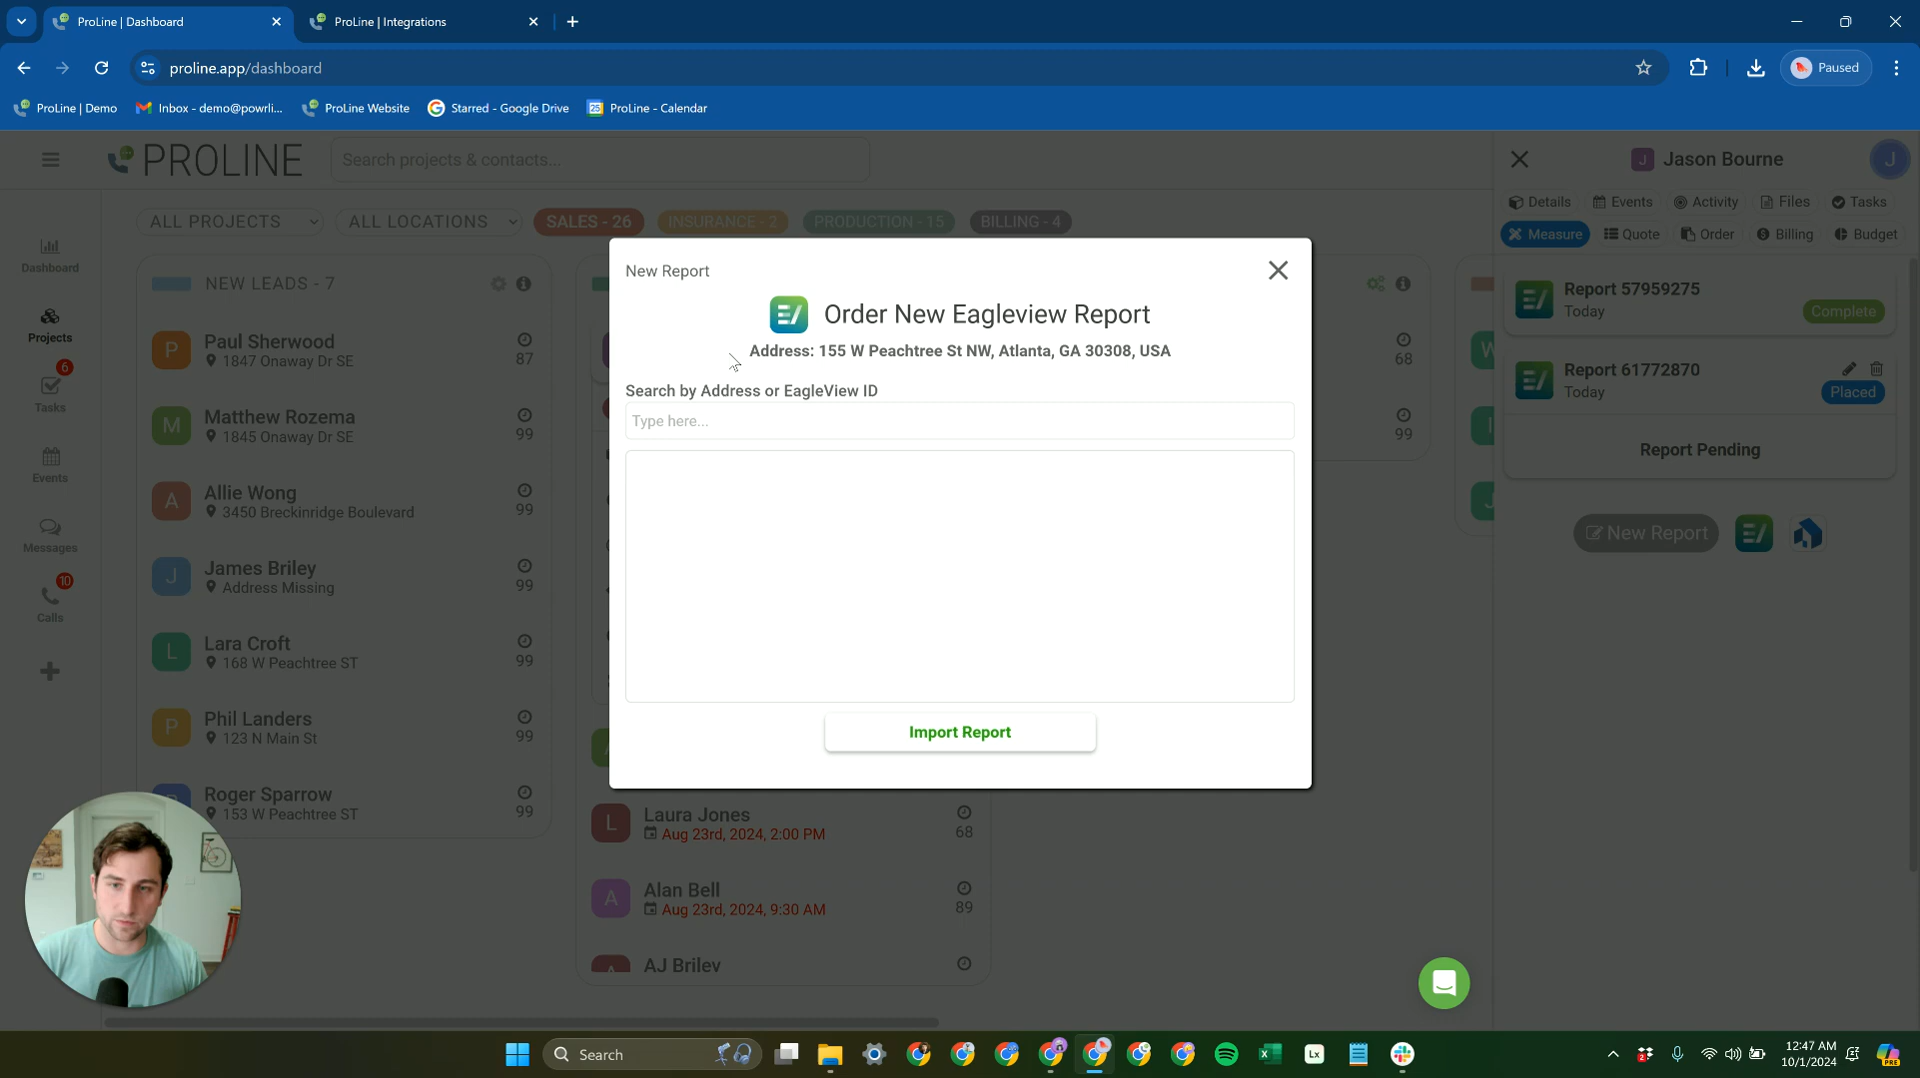 ProLine | Dashboard
ProLine | Integrations
proline.app/dashboard
Paused
ProLine | Demo
Inbox - demo@powrli...
ProLine Website
Starred - Google Drive
ProLine - Calendar
PROLINE
Search projects & contacts...
Jason Bourne
J
J
Details
Events
Activity
Files
Tasks
Measure
Quote
Order
Billing
Budget
ALL PROJECTS
ALL LOCATIONS
SALES - 26
INSURANCE - 2
PRODUCTION - 15
BILLING - 4
Dashboard
Projects
6
Tasks
Events
Messages
10
Calls
NEW LEADS - 7
P
Paul Sherwood
1847 Onaway Dr SE
87
M
Matthew Rozema
1845 Onaway Dr SE
99
A
Allie Wong
3450 Breckinridge Boulevard
99
J
James Briley
Address Missing
99
L
Lara Croft
168 W Peachtree ST
99
P
Phil Landers
123 N Main St
99
Roger Sparrow
153 W Peachtree ST
99
New Report
Order New Eagleview Report
Address: 155 W Peachtree St NW, Atlanta, GA 30308, USA
Search by Address or EagleView ID
Type here...
Import Report
L
Laura Jones
Aug 23rd, 2024, 2:00 PM
68
A
Alan Bell
Aug 23rd, 2024, 9:30 AM
89
AJ Briley
68
99
Report 57959275
Today
Complete
Report 61772870
Today
Placed
Report Pending
New Report
Search
Lx
12:47 AM
10/1/2024